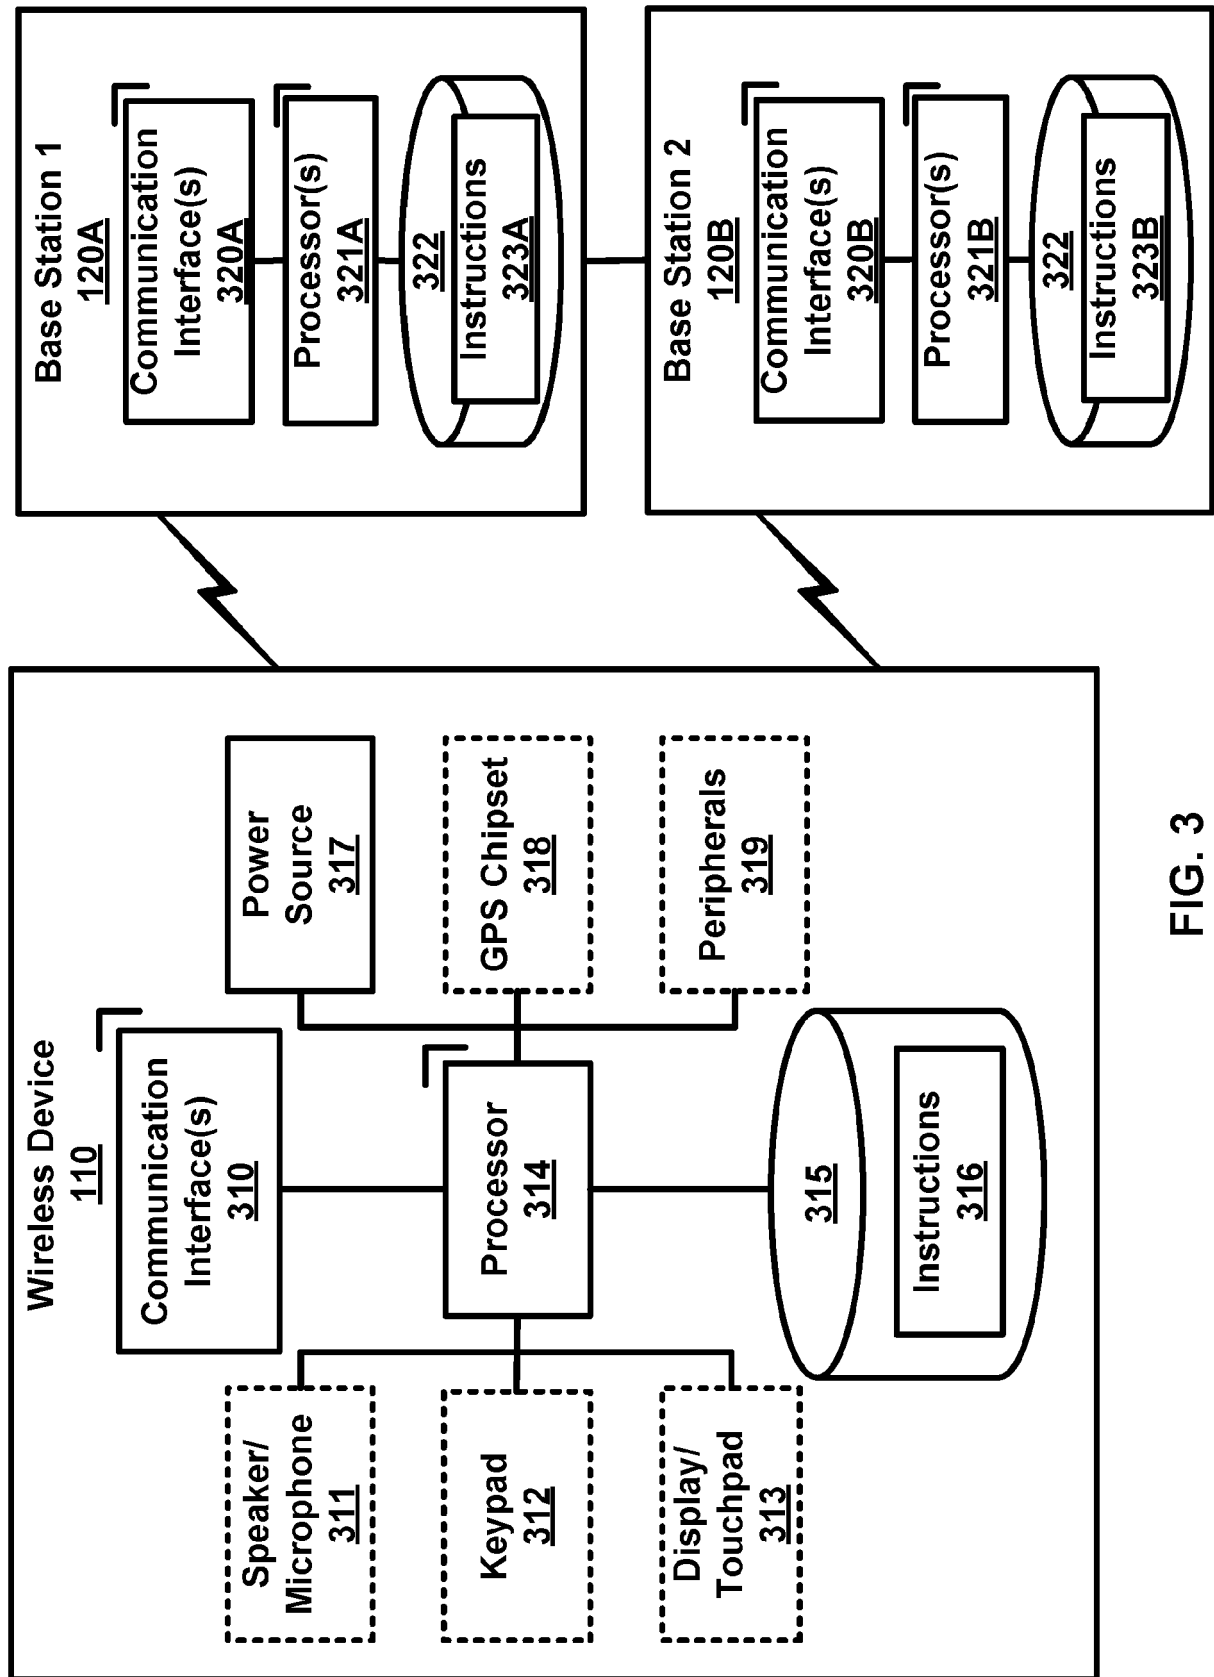 Wireless Device
110
Communication
Interface(s)
310
Speaker/
Microphone
311
Keypad
312
Display/
Touchpad
313
Processor
314
315
Instructions
316
Power
Source
317
GPS Chipset
318
Peripherals
319
Base Station 1
120A
Communication
Interface(s)
320A
Processor(s)
321A
322
Instructions
323A
Base Station 2
120B
Communication
Interface(s)
320B
Processor(s)
321B
322
Instructions
323B
FIG. 3